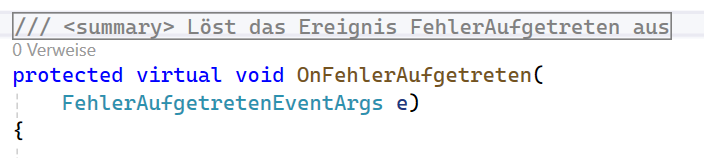 /// <summary> Löst das Ereignis FehlerAufgetreten aus
0 Verweise
protected virtual void OnFehlerAufgetreten(
FehlerAufgetretenEventArgs e)
{